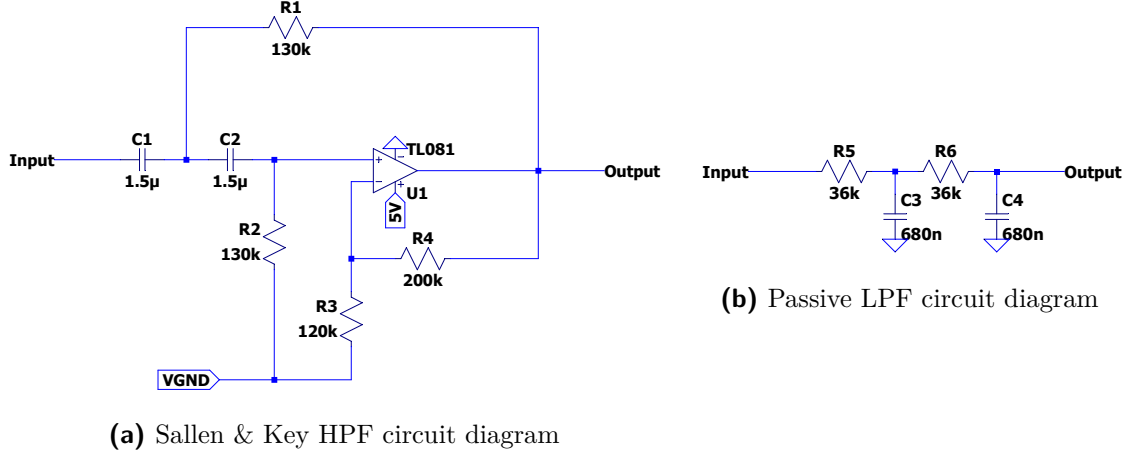 R1
130k
C1
C2
TL081
Input
1.5µ
1.5µ
+
−
−
+
U1
5V
Output
R2
130k
R4
200k
R3
120k
VGND
(a) Sallen & Key HPF circuit diagram
R5
R6
Input
Output
36k
36k
C3
C4
680n
680n
(b) Passive LPF circuit diagram